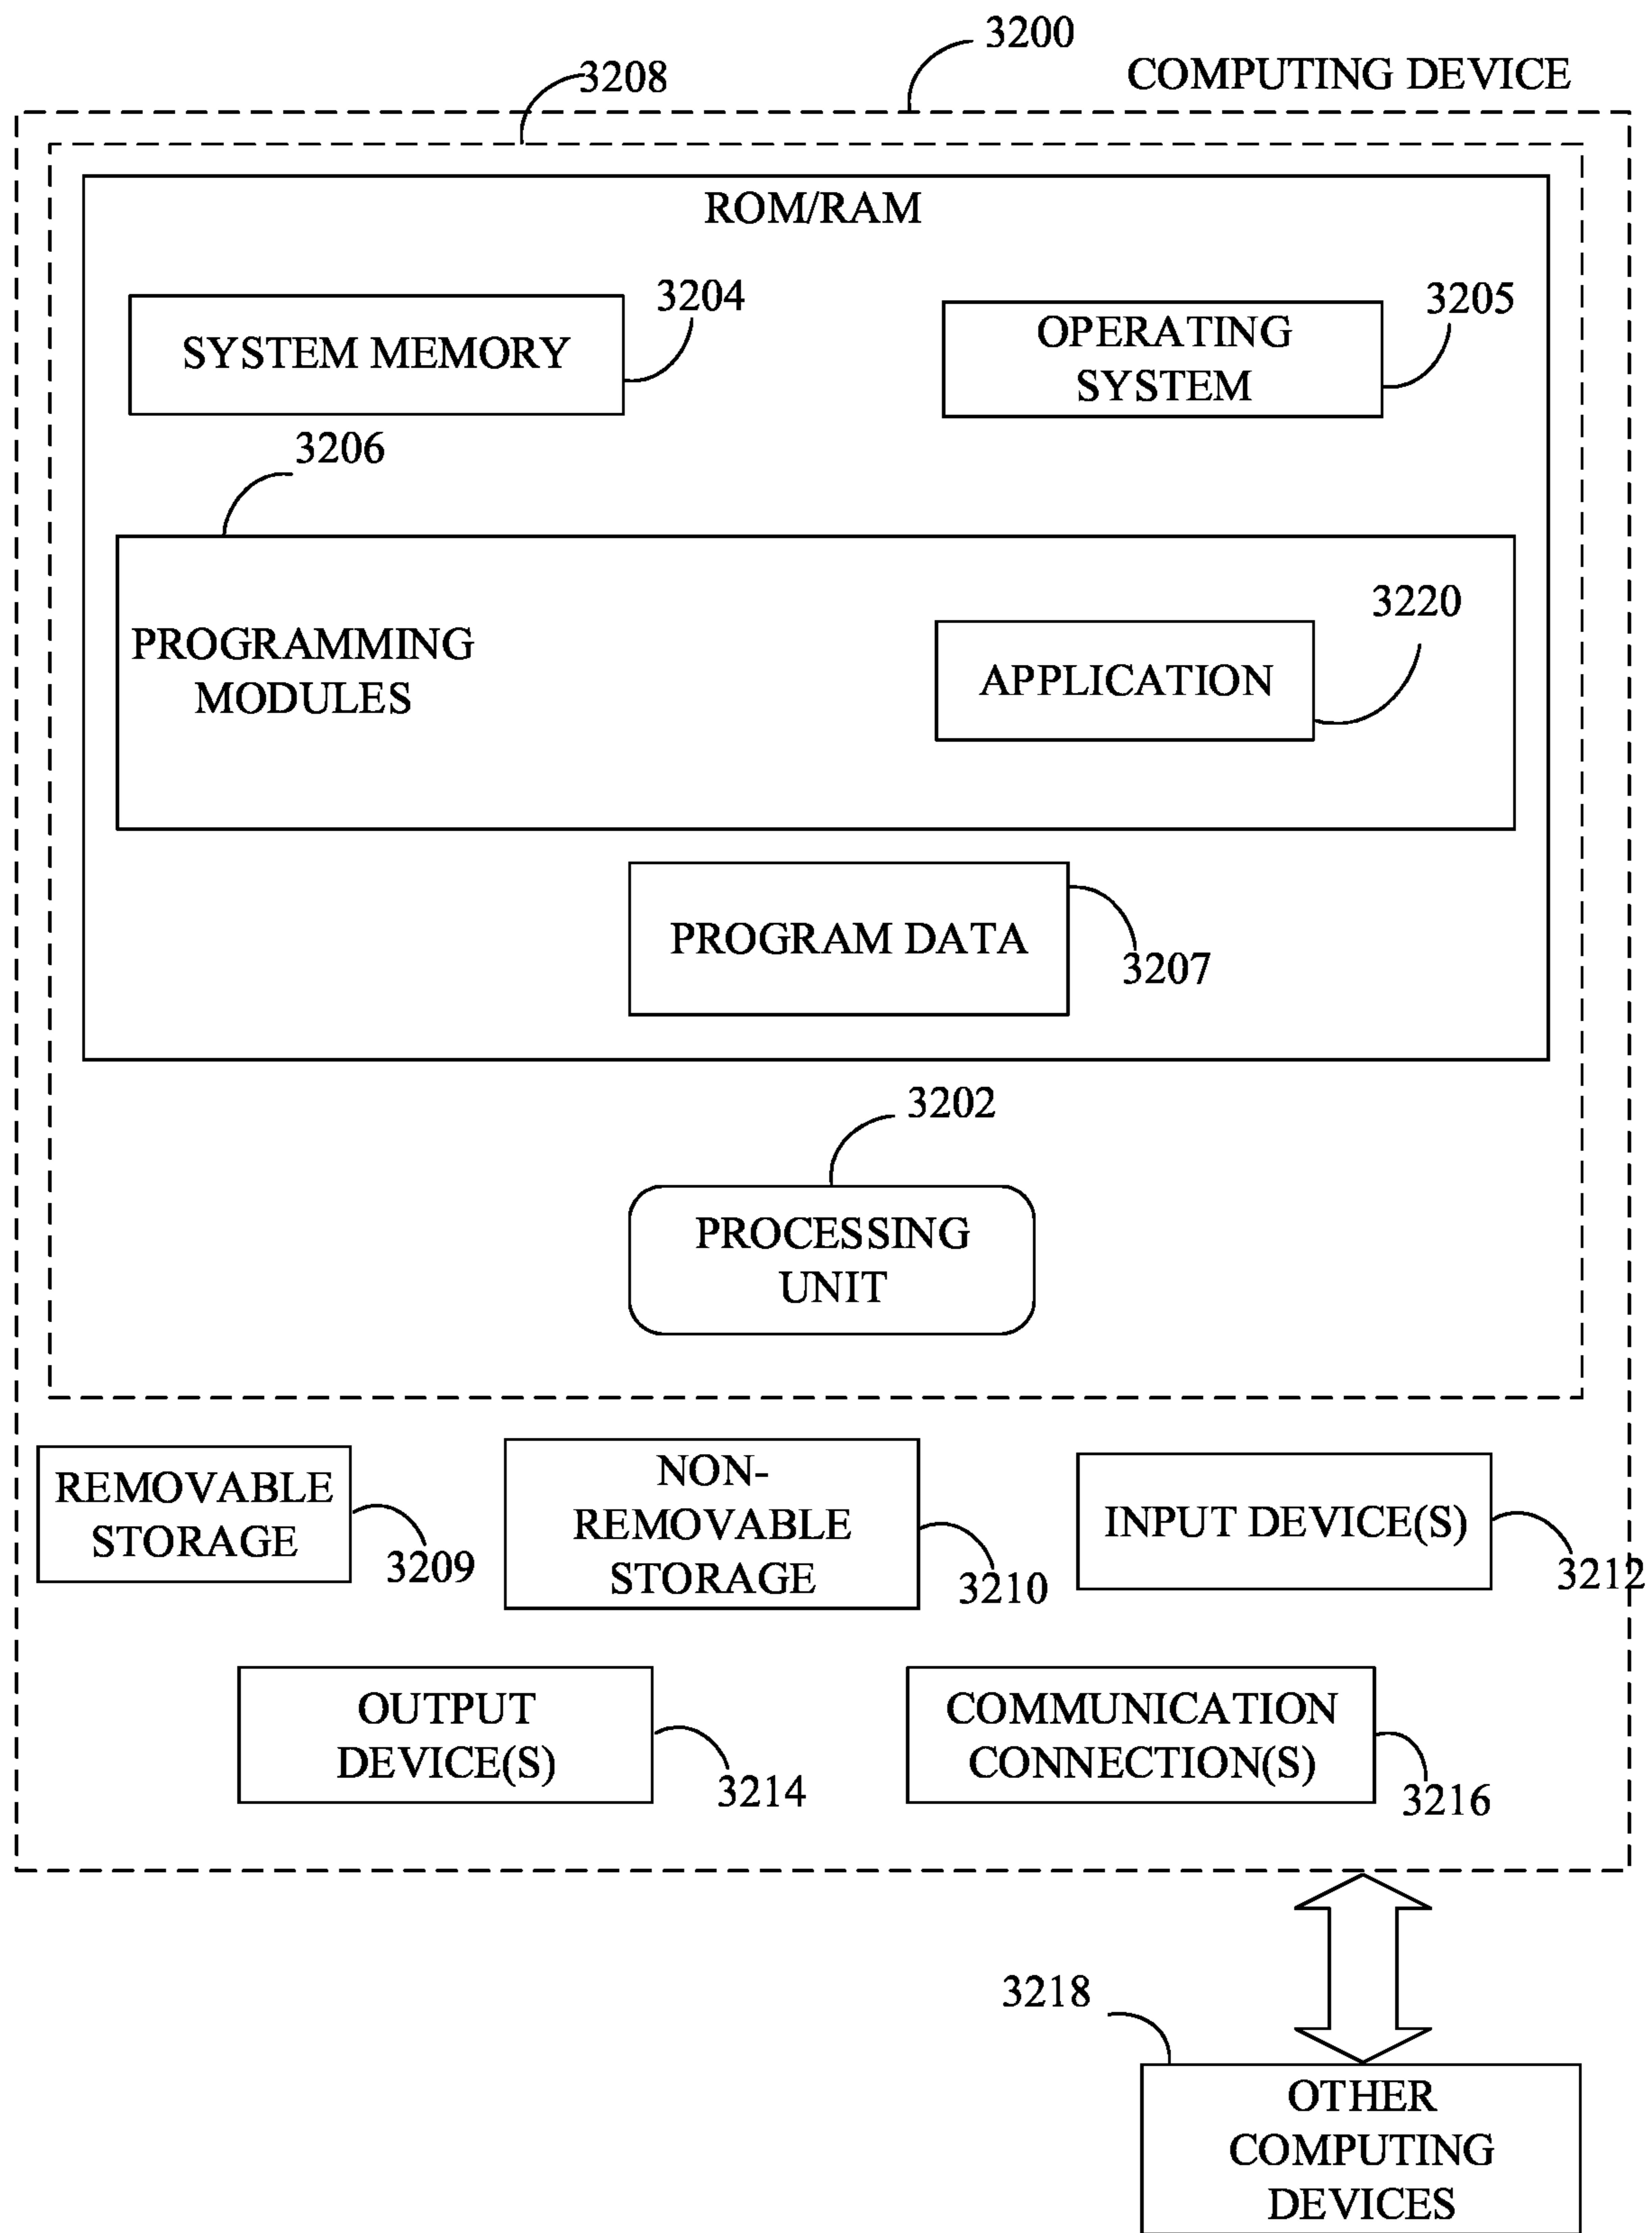 3200
COMPUTING DEVICE
3208
ROM/RAM
SYSTEM MEMORY
3204
OPERATING
SYSTEM
3205
3206
PROGRAMMING
MODULES
APPLICATION
3220
PROGRAM DATA
3207
3202
PROCESSING
UNIT
REMOVABLE
STORAGE
3209
NON-
REMOVABLE
STORAGE
3210
INPUT DEVICE(S)
3212
OUTPUT
DEVICE(S)
3214
COMMUNICATION
CONNECTION(S)
3216
3218
OTHER
COMPUTING
DEVICES